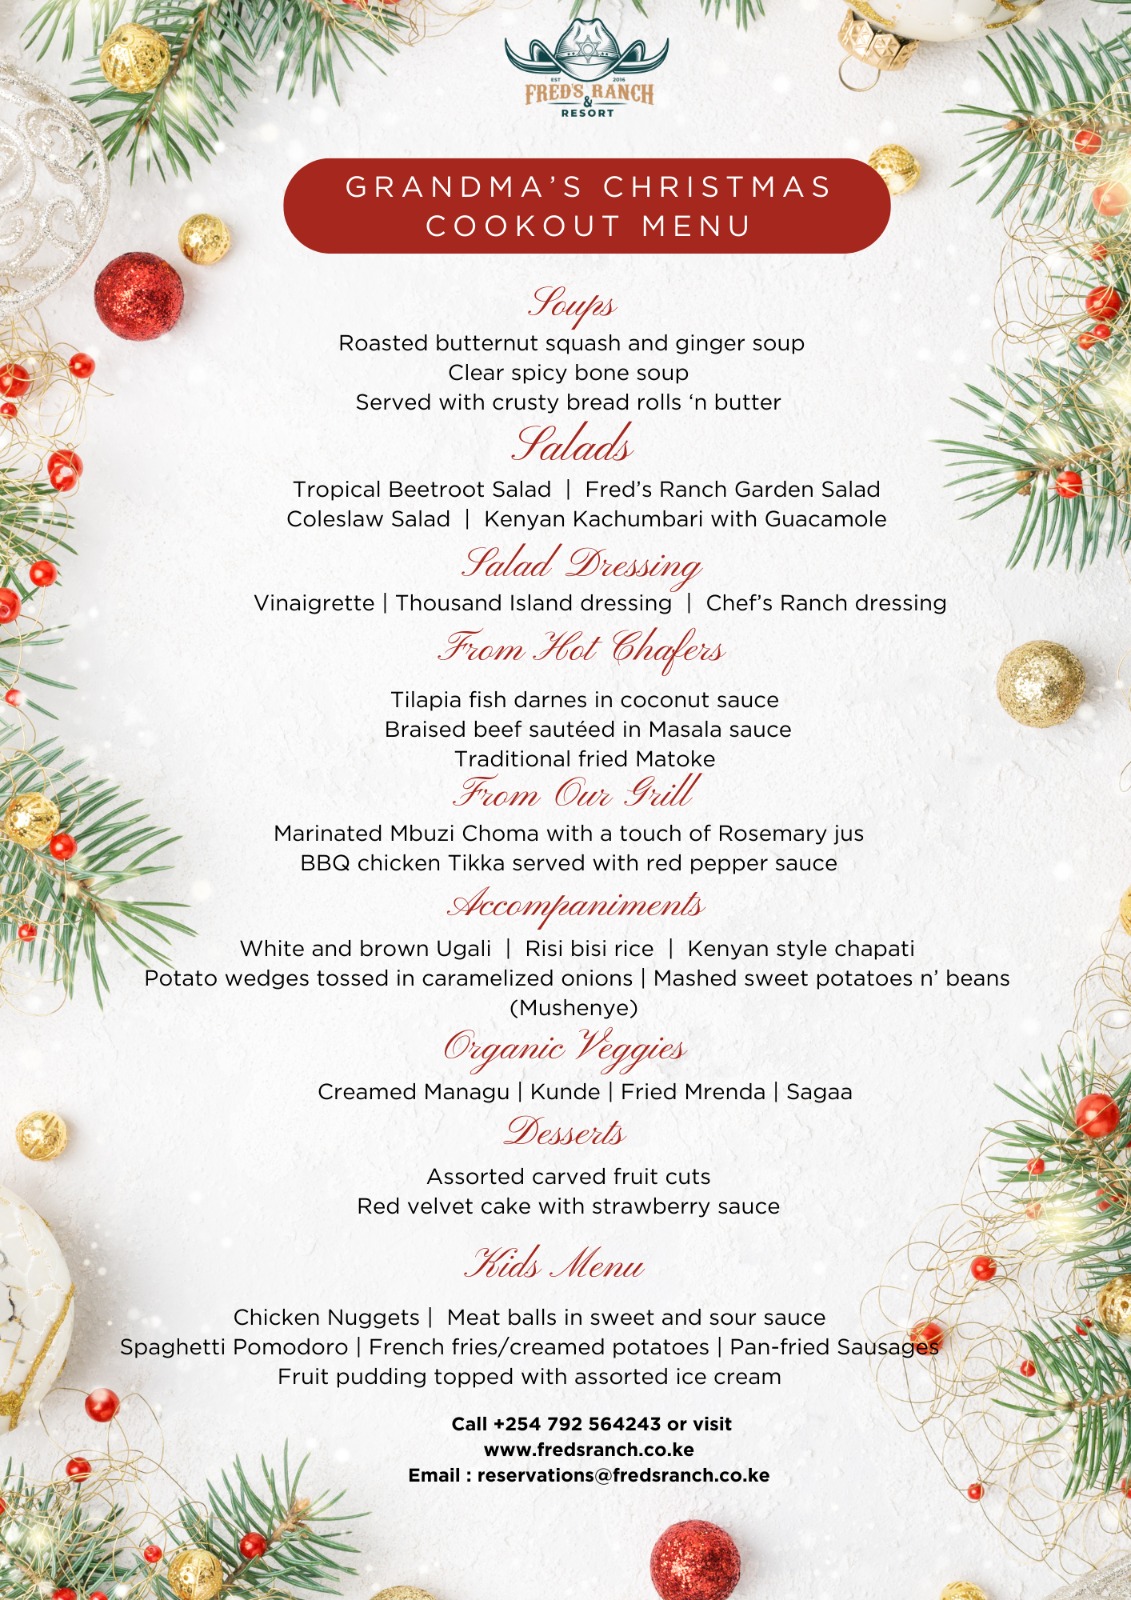 EST 2016
FRED'S RANCH
&
RESORT
GRANDMA'S CHRISTMAS
COOKOUT MENU
Soups
Roasted butternut squash and ginger soup
Clear spicy bone soup
Served with crusty bread rolls ‘n butter
Salads
Tropical Beetroot Salad | Fred’s Ranch Garden Salad
Coleslaw Salad | Kenyan Kachumbari with Guacamole
Salad Dressing
Vinaigrette | Thousand Island dressing | Chef’s Ranch dressing
From Hot Chafers
Tilapia fish darnes in coconut sauce
Braised beef sautéed in Masala sauce
Traditional fried Matoke
From Our Grill
Marinated Mbuzi Choma with a touch of Rosemary jus
BBQ chicken Tikka served with red pepper sauce
Accompaniments
White and brown Ugali | Risi bisi rice | Kenyan style chapati
Potato wedges tossed in caramelized onions | Mashed sweet potatoes n’ beans
(Mushenye)
Organic Veggies
Creamed Managu | Kunde | Fried Mrenda | Sagaa
Desserts
Assorted carved fruit cuts
Red velvet cake with strawberry sauce
Kids Menu
Chicken Nuggets | Meat balls in sweet and sour sauce
Spaghetti Pomodoro | French fries/creamed potatoes | Pan-fried Sausages
Fruit pudding topped with assorted ice cream
Call +254 792 564243 or visit
www.fredsranch.co.ke
Email : reservations@fredsranch.co.ke